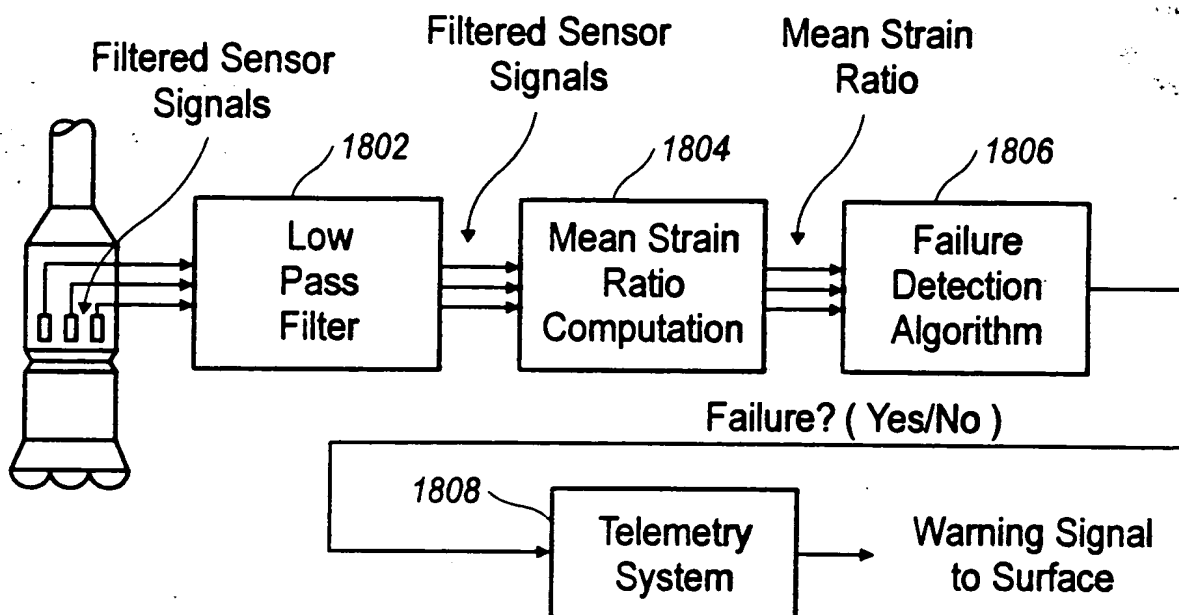 Filtered Sensor
Signals
Filtered Sensor
Signals
Mean Strain
Ratio
1802
1804
1806
Low
Pass
Filter
Mean Strain
Ratio
Computation
Failure
Detection
Algorithm
Failure? ( Yes/No )
1808
Telemetry
System
Warning Signal
to Surface